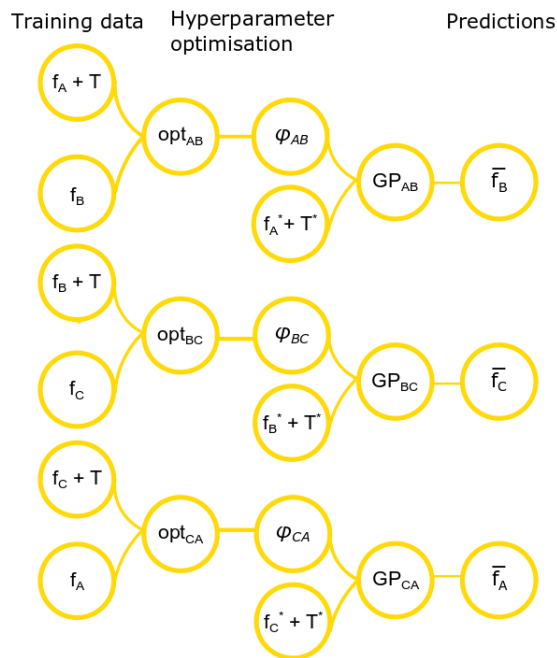 Training data
Hyperparameter
optimisation
Predictions
f_A + T
f_B
opt_AB
φ_AB
f_A^* + T^*
GP_AB
f̅_B
f_B + T
f_C
opt_BC
φ_BC
f_B^* + T^*
GP_BC
f̅_C
f_C + T
f_A
opt_CA
φ_CA
f_C^* + T^*
GP_CA
f̅_A